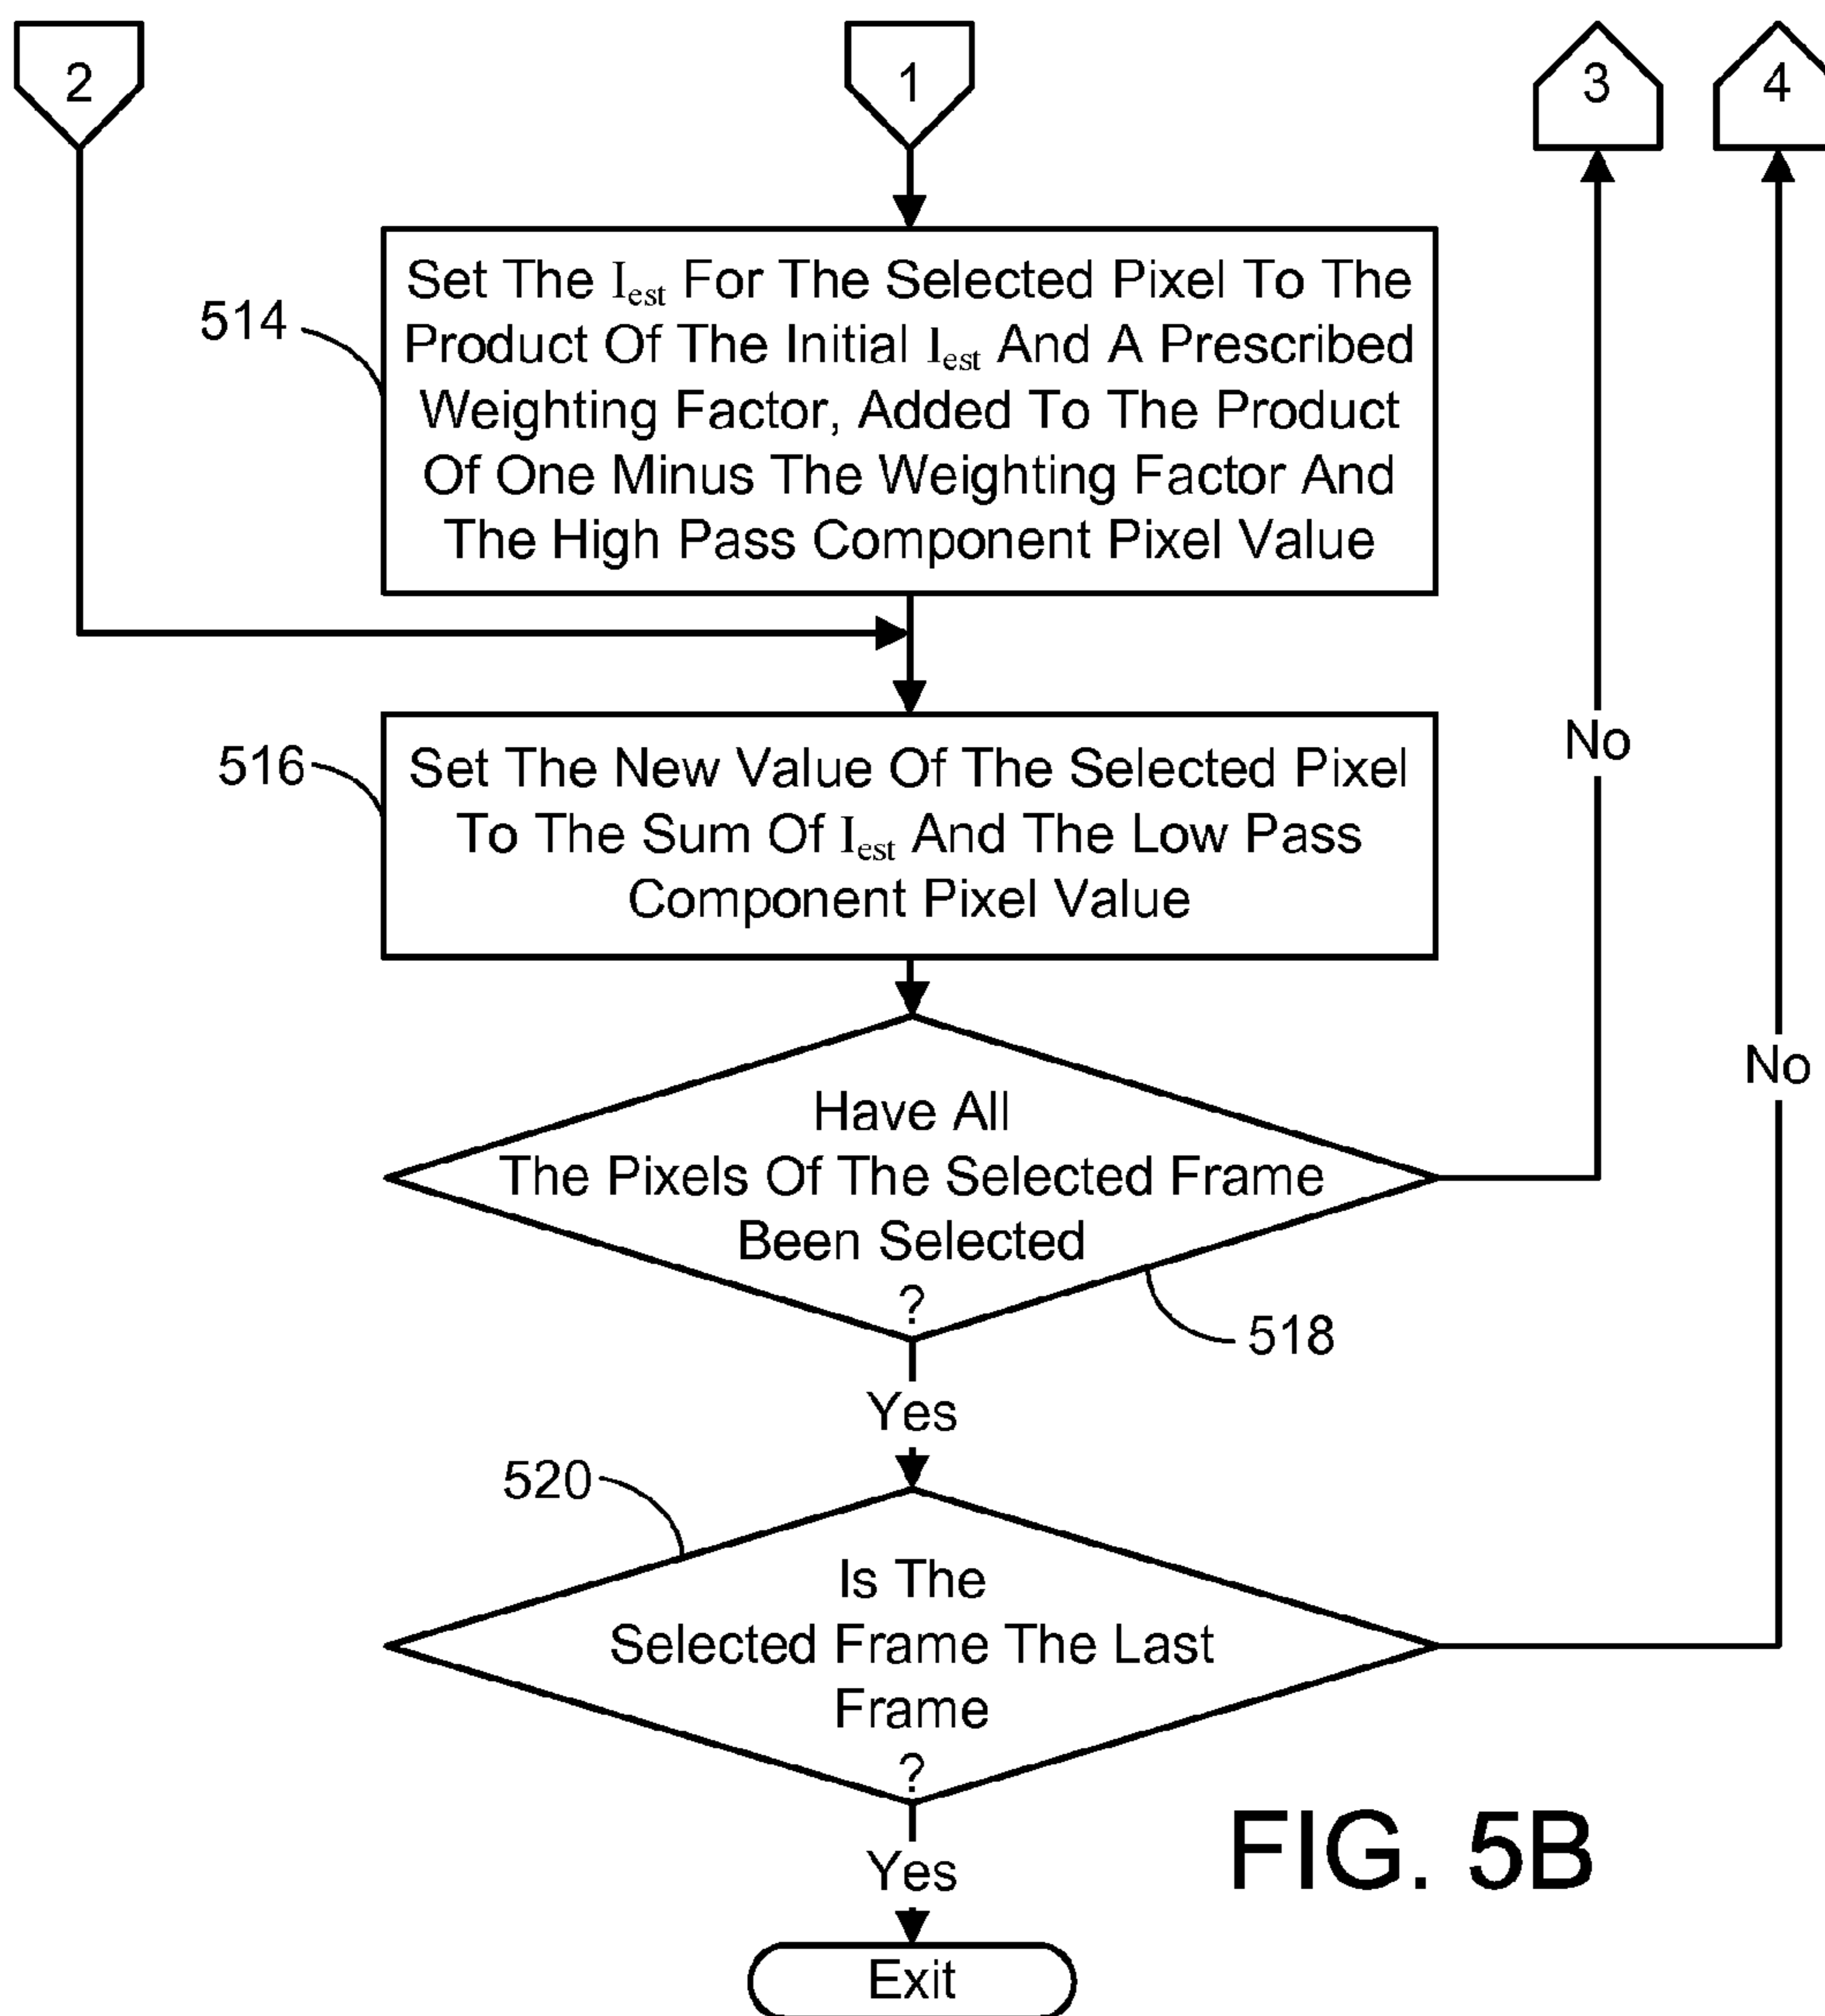 2
1
3
4
514
Set The Iest For The Selected Pixel To The
Product Of The Initial Iest And A Prescribed
Weighting Factor, Added To The Product
Of One Minus The Weighting Factor And
The High Pass Component Pixel Value
516
Set The New Value Of The Selected Pixel
To The Sum Of Iest And The Low Pass
Component Pixel Value
No
No
Have All
The Pixels Of The Selected Frame
Been Selected
?
518
Yes
520
Is The
Selected Frame The Last
Frame
?
Yes
FIG. 5B
Exit